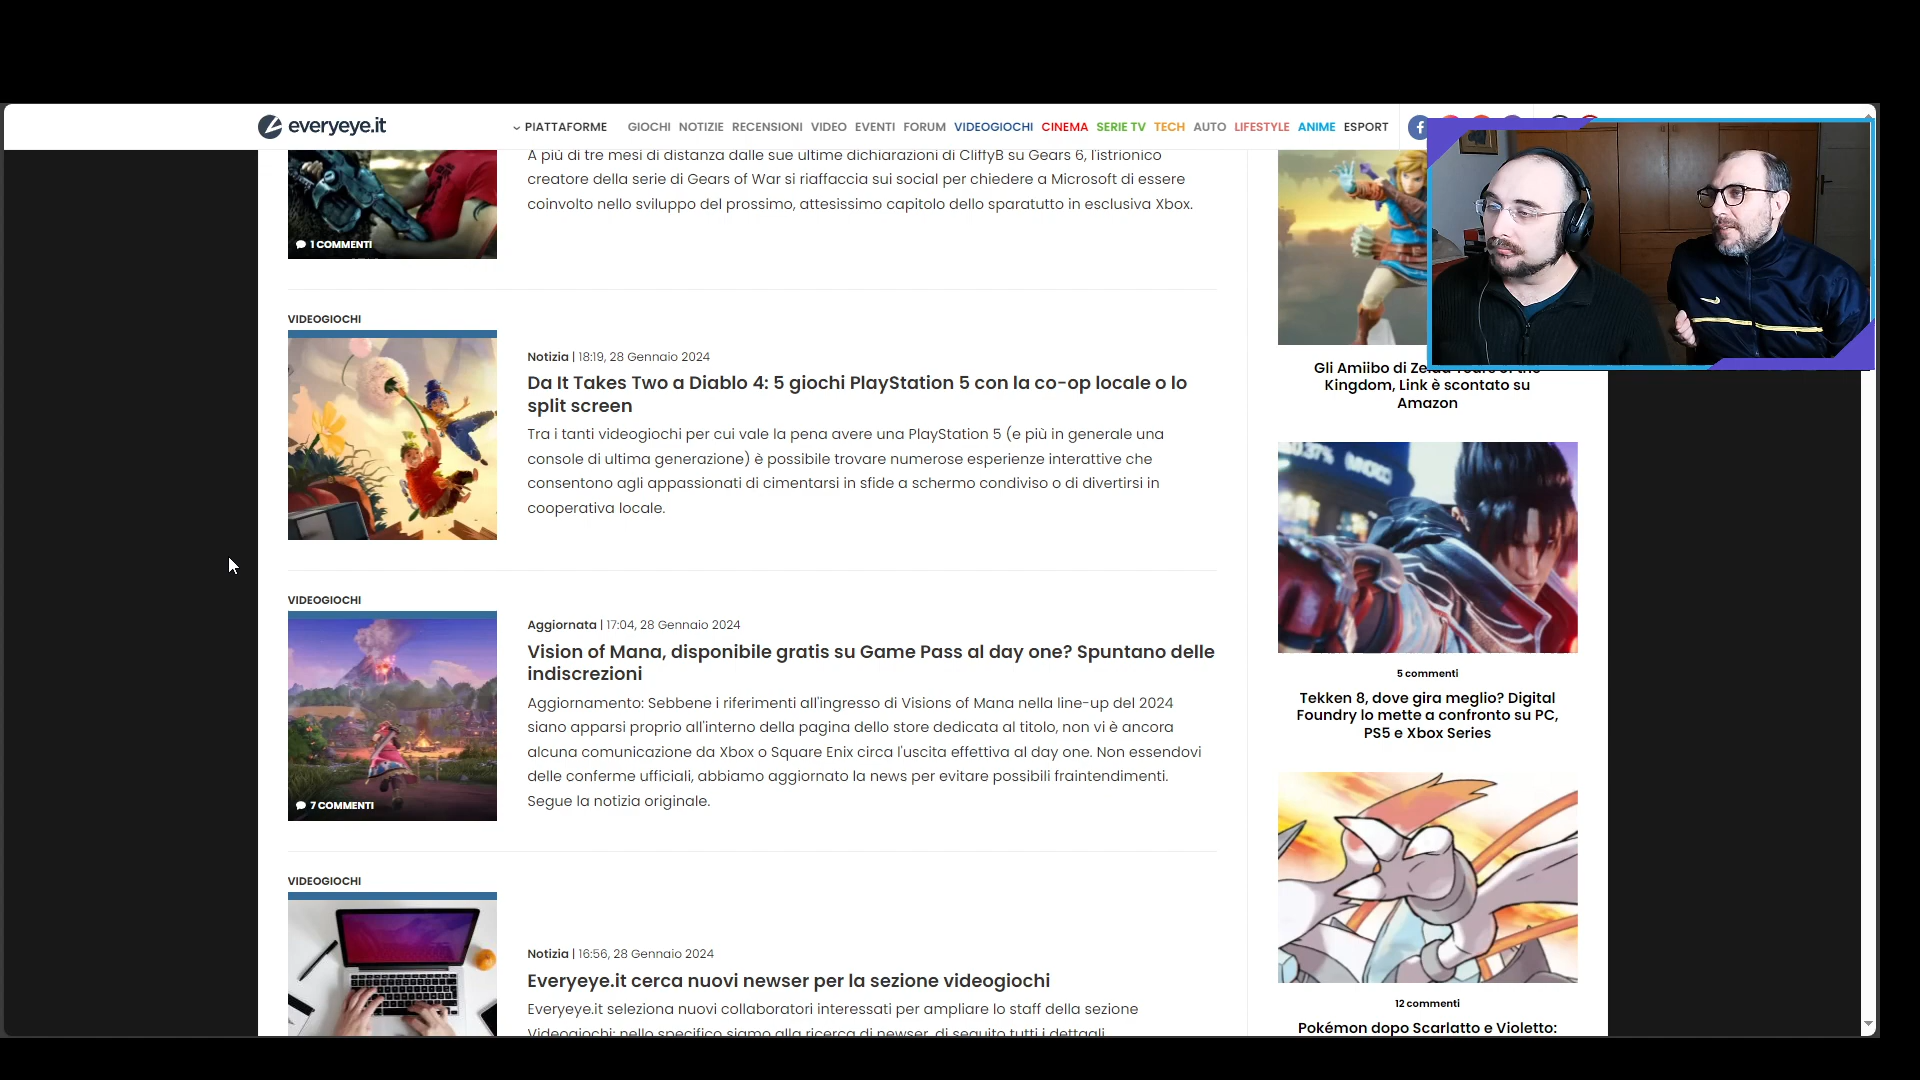 everyeye.it
PIATTAFORME GIOCHI NOTIZIE RECENSIONI VIDEO EVENTI FORUM VIDEOGIOCHI CINEMA SERIE TV TECH AUTO LIFESTYLE ANIME ESPORT
A più di tre mesi di distanza dalle sue ultime dichiarazioni di CliffyB su Gears 6, l'istrionico
creatore della serie di Gears of War si riaffaccia sui social per chiedere a Microsoft di essere
coinvolto nello sviluppo del prossimo, attesissimo capitolo dello sparatutto in esclusiva Xbox.
1 COMMENTI
VIDEOGIOCHI
Notizia | 18:19, 28 Gennaio 2024
Da It Takes Two a Diablo 4: 5 giochi PlayStation 5 con la co-op locale o lo
split screen
Tra i tanti videogiochi per cui vale la pena avere una PlayStation 5 (e più in generale una
console di ultima generazione) è possibile trovare numerose esperienze interattive che
consentono agli appassionati di cimentarsi in sfide a schermo condiviso o di divertirsi in
cooperativa locale.
VIDEOGIOCHI
Aggiornata | 17:04, 28 Gennaio 2024
Vision of Mana, disponibile gratis su Game Pass al day one? Spuntano delle
indiscrezioni
Aggiornamento: Sebbene i riferimenti all'ingresso di Visions of Mana nella line-up del 2024
siano apparsi proprio all'interno della pagina dello store dedicata al titolo, non vi è ancora
alcuna comunicazione da Xbox o Square Enix circa l'uscita effettiva al day one. Non essendovi
delle conferme ufficiali, abbiamo aggiornato la news per evitare possibili fraintendimenti.
Segue la notizia originale.
7 COMMENTI
VIDEOGIOCHI
Notizia | 16:56, 28 Gennaio 2024
Everyeye.it cerca nuovi newser per la sezione videogiochi
Everyeye.it seleziona nuovi collaboratori interessati per ampliare lo staff della sezione
Videogiochi: nello specifico siamo alla ricerca di newser, di seguito tutti i dettagli.
Gli Amiibo di
Kingdom, Link è scontato su
Amazon
5 commenti
Tekken 8, dove gira meglio? Digital
Foundry lo mette a confronto su PC,
PS5 e Xbox Series
12 commenti
Pokémon dopo Scarlatto e Violetto: